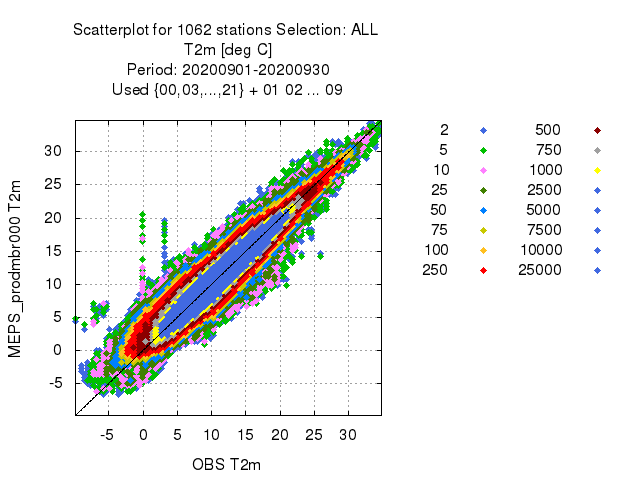 Scatterplot for 1062 stations Selection: ALL
T2m [deg C]
Period: 20200901-20200930
Used {00,03,...,21} + 01 02 ... 09
MEPS_prodmbr000 T2m
30
25
20
15
10
5
0
-5
-5 0 5 10 15 20 25 30
OBS T2m
2 500
5 750
10 1000
25 2500
50 5000
75 7500
100 10000
250 25000